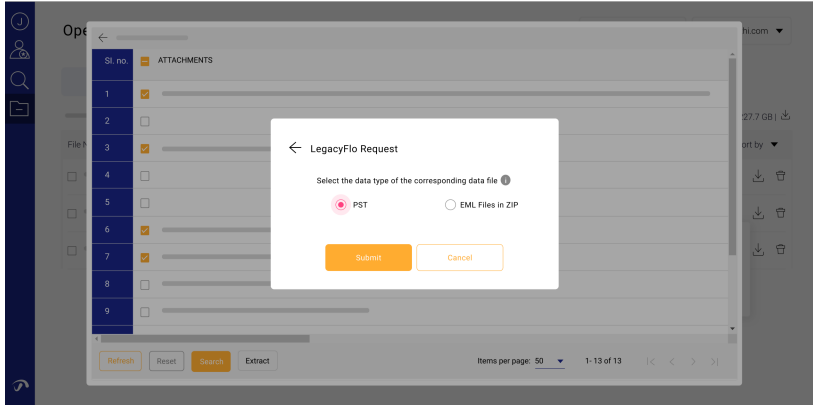 J
Ope
hi.com
Sl. no.
ATTACHMENTS
1
2
27.7 GB |
File N
3
ort by
4
5
6
7
8
9
LegacyFlo Request
Select the data type of the corresponding data file
PST
EML Files in ZIP
Submit
Cancel
Refresh
Reset
Search
Extract
Items per page: 50
1- 13 of 13